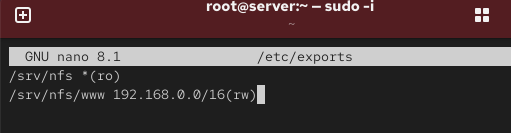 root@server:~ — sudo -i
~
GNU nano 8.1 /etc/exports
/srv/nfs *(ro)
/srv/nfs/www 192.168.0.0/16(rw)